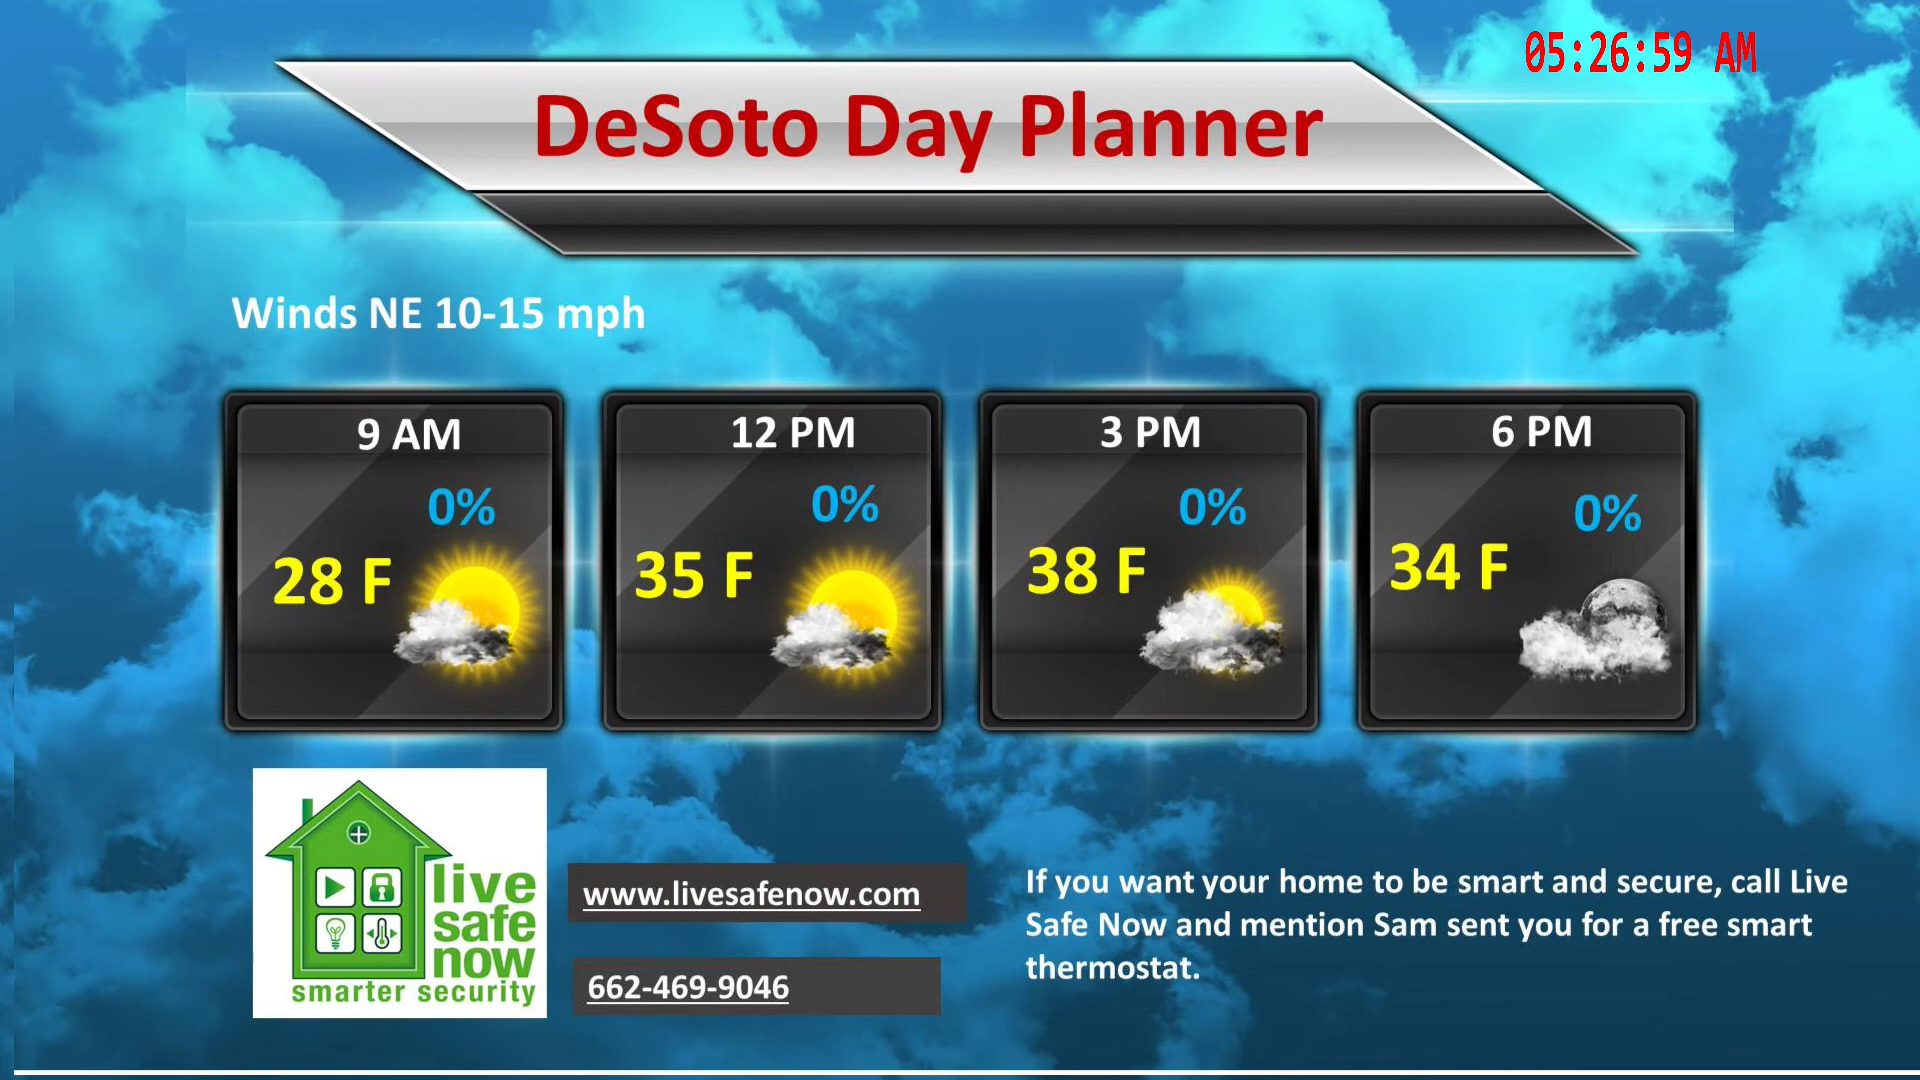 05:26:59 AM
DeSoto Day Planner
Winds NE 10-15 mph
9 AM
0%
28 F
12 PM
0%
35 F
3 PM
0%
38 F
6 PM
0%
34 F
live
safe
now
smarter security
www.livesafenow.com
662-469-9046
If you want your home to be smart and secure, call Live
Safe Now and mention Sam sent you for a free smart
thermostat.